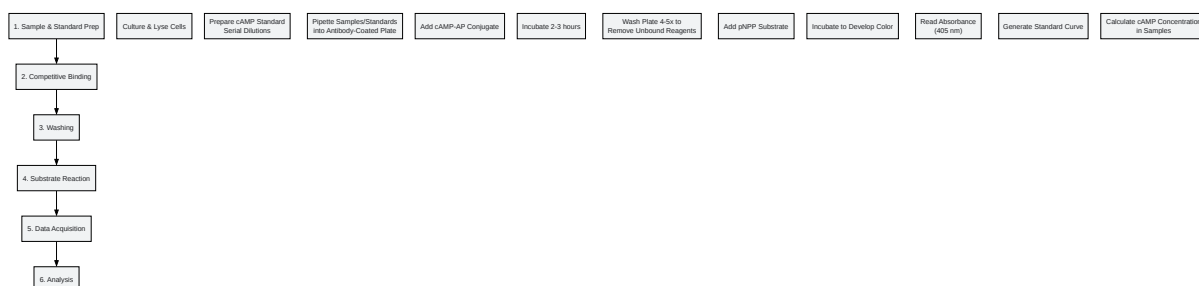 1. Sample & Standard Prep
Culture & Lyse Cells
Prepare cAMP Standard
Serial Dilutions
Pipette Samples/Standards
into Antibody-Coated Plate
Add cAMP-AP Conjugate
Incubate 2-3 hours
Wash Plate 4-5x to
Remove Unbound Reagents
Add pNPP Substrate
Incubate to Develop Color
Read Absorbance
(405 nm)
Generate Standard Curve
Calculate cAMP Concentration
in Samples
2. Competitive Binding
3. Washing
4. Substrate Reaction
5. Data Acquisition
6. Analysis